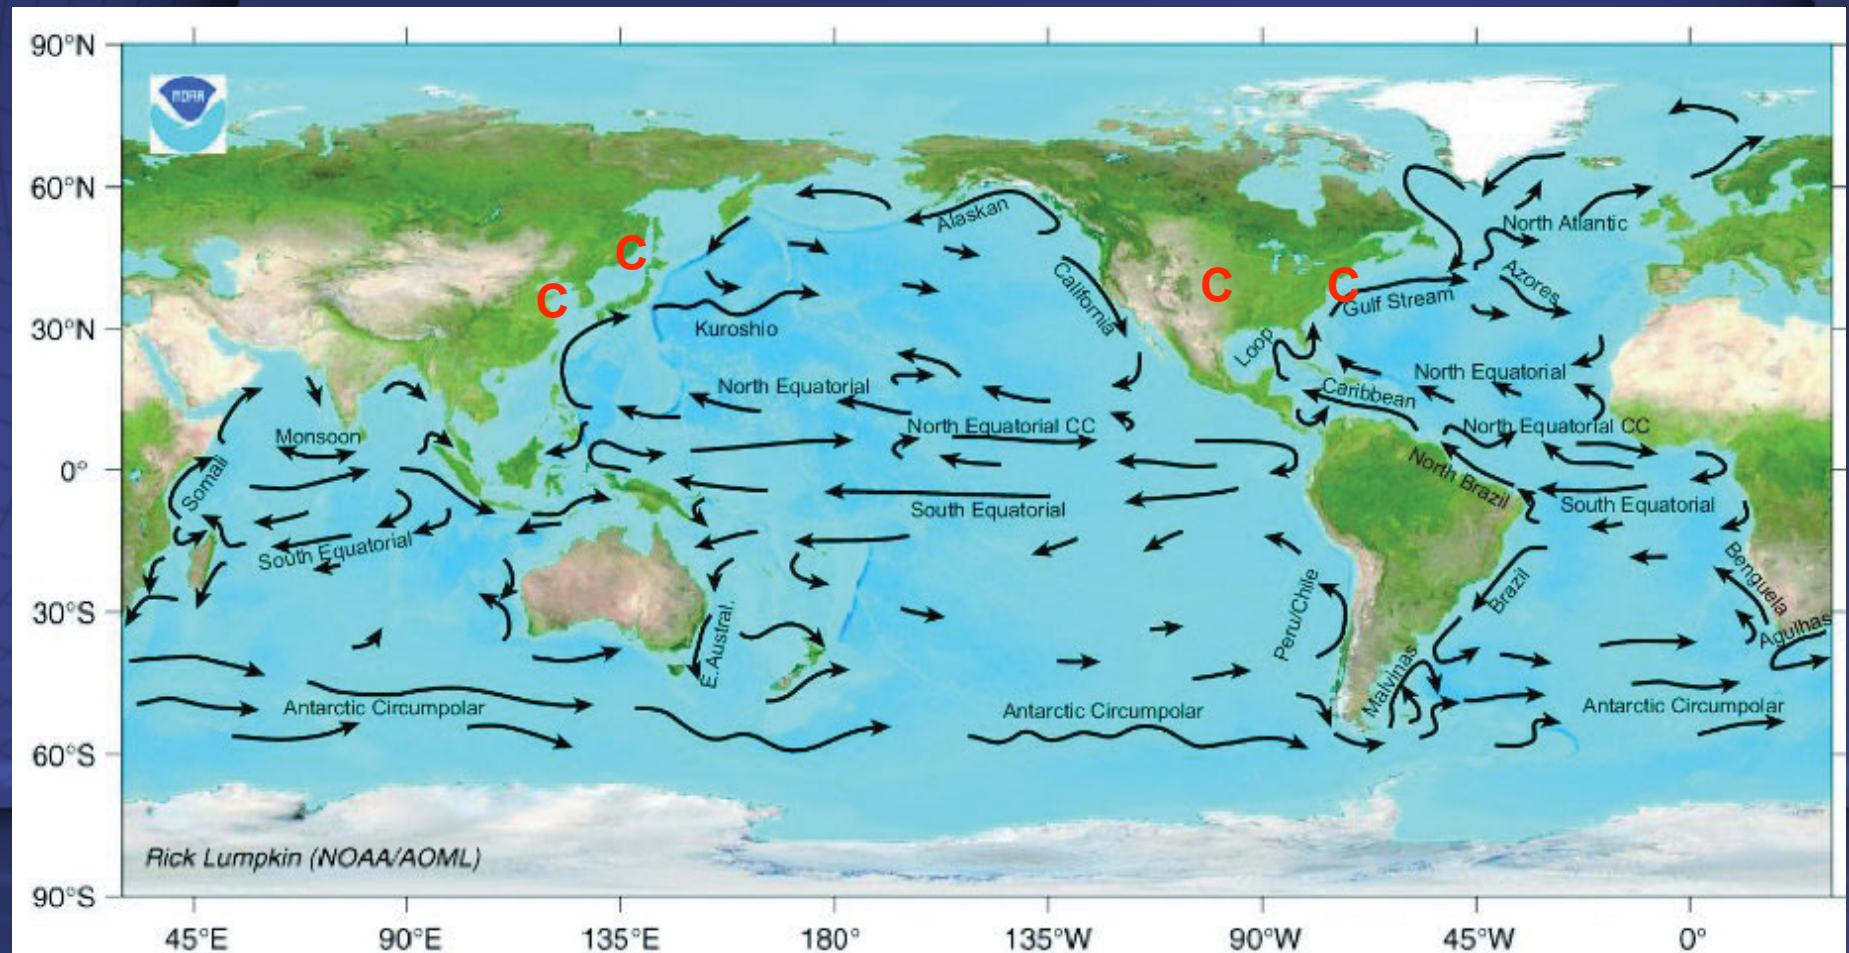 90°N
NOAA
60°N
Alaskan
North Atlantic
C
C
C
C
California
Azores
Gulf Stream
30°N
Kuroshio
Loop
North Equatorial
North Equatorial
Caribbean
North Equatorial CC
North Equatorial CC
Monsoon
0°
Somali
North Brazil
South Equatorial
South Equatorial
South Equatorial
Benguela
Brazil
30°S
Peru/Chile
E. Austral.
Agulhas
Malvinas
Antarctic Circumpolar
Antarctic Circumpolar
Antarctic Circumpolar
60°S
Rick Lumpkin (NOAA/AOML)
90°S
45°E 90°E 135°E 180° 135°W 90°W 45°W 0°